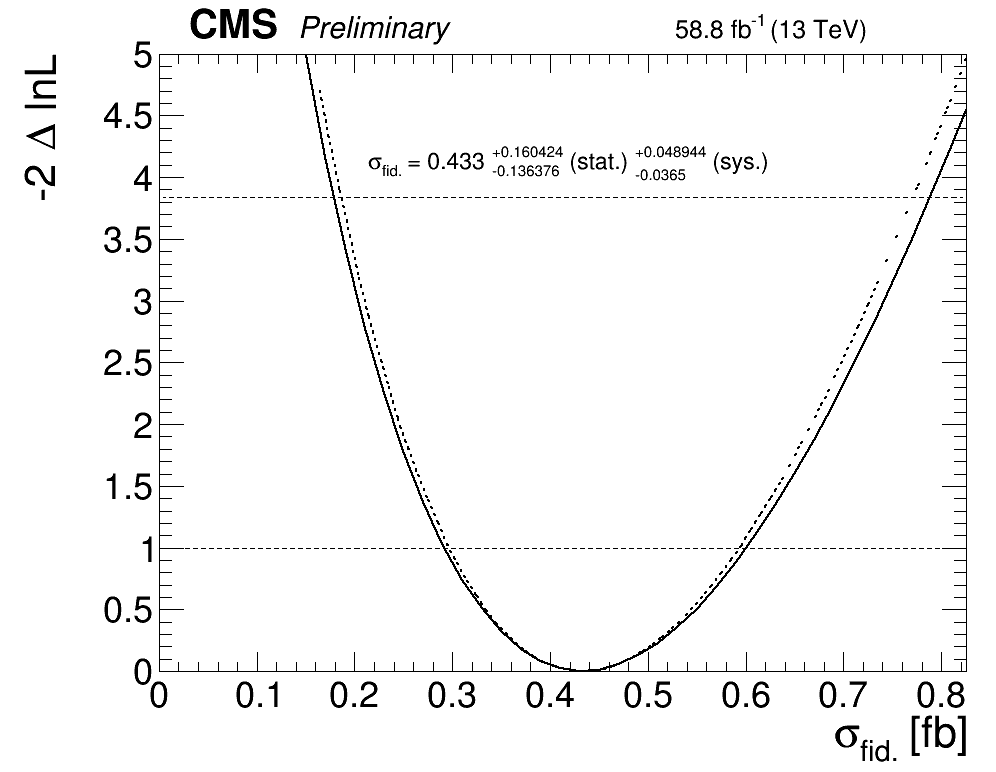 CMS Preliminary 58.8 fb⁻¹ (13 TeV)
-2 Δ lnL
5
4.5
4
3.5
3
2.5
2
1.5
1
0.5
0
σfid. = 0.433 +0.160424 -0.136376 (stat.) +0.048944 -0.0365 (sys.)
0 0.1 0.2 0.3 0.4 0.5 0.6 0.7 0.8
σfid. [fb]